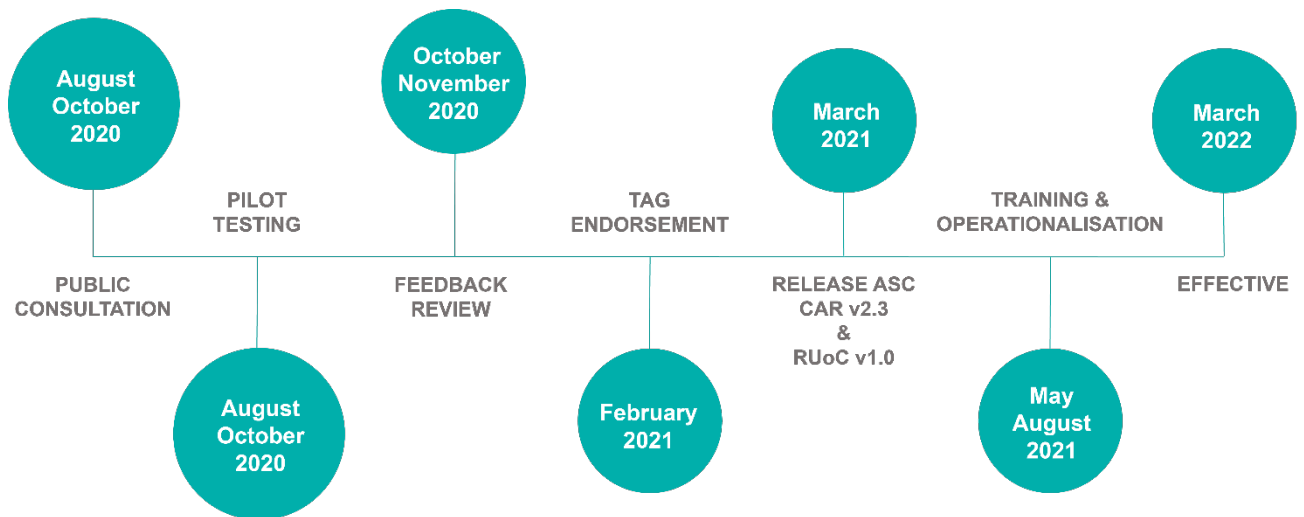 August
October
2020
PUBLIC
CONSULTATION
PILOT
TESTING
August
October
2020
October
November
2020
FEEDBACK
REVIEW
TAG
ENDORSEMENT
February
2021
March
2021
RELEASE ASC
CAR v2.3
&
RUoC v1.0
TRAINING &
OPERATIONALISATION
May
August
2021
March
2022
EFFECTIVE